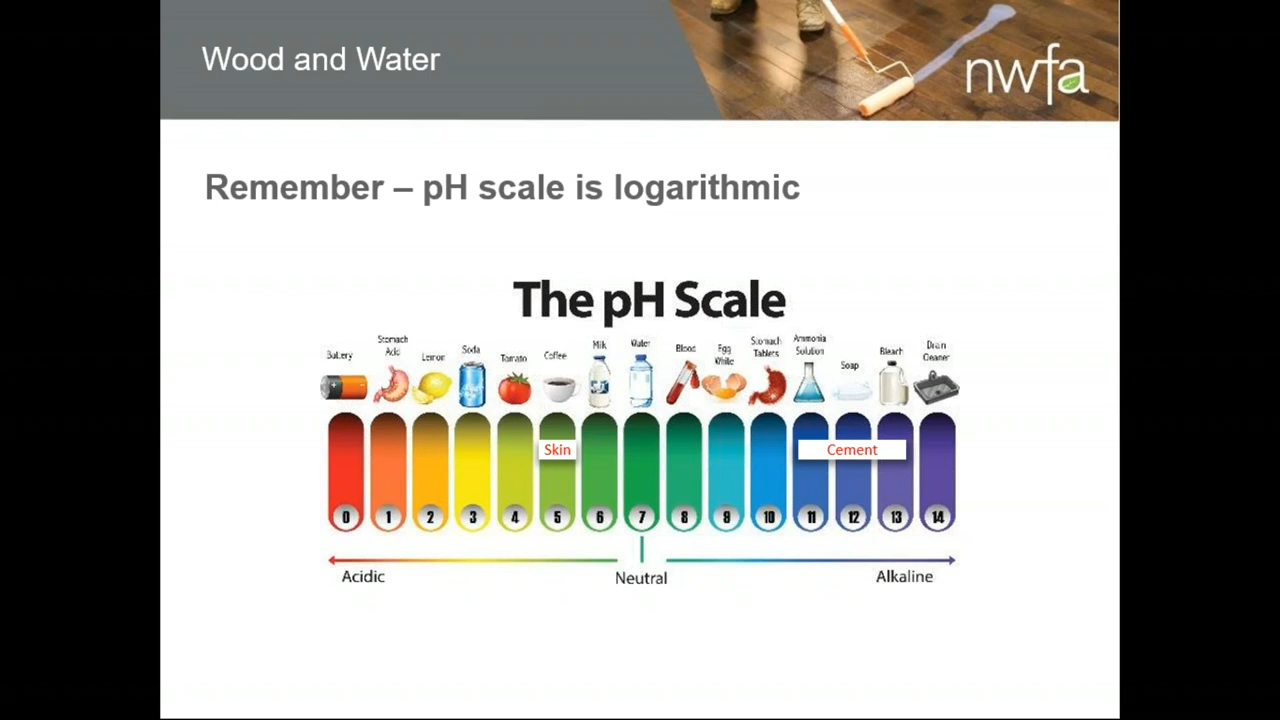 Wood and Water
nwfa
Remember – pH scale is logarithmic
The pH Scale
Battery
Stomach
Acid
Lemon
Soda
Tomato
Coffee
Milk
Water
Blood
Egg
White
Stomach
Tablets
Ammonia
Solution
Soap
Bleach
Drain
Cleaner
Skin
Cement
0 1 2 3 4 5 6 7 8 9 10 11 12 13 14
Acidic
Neutral
Alkaline